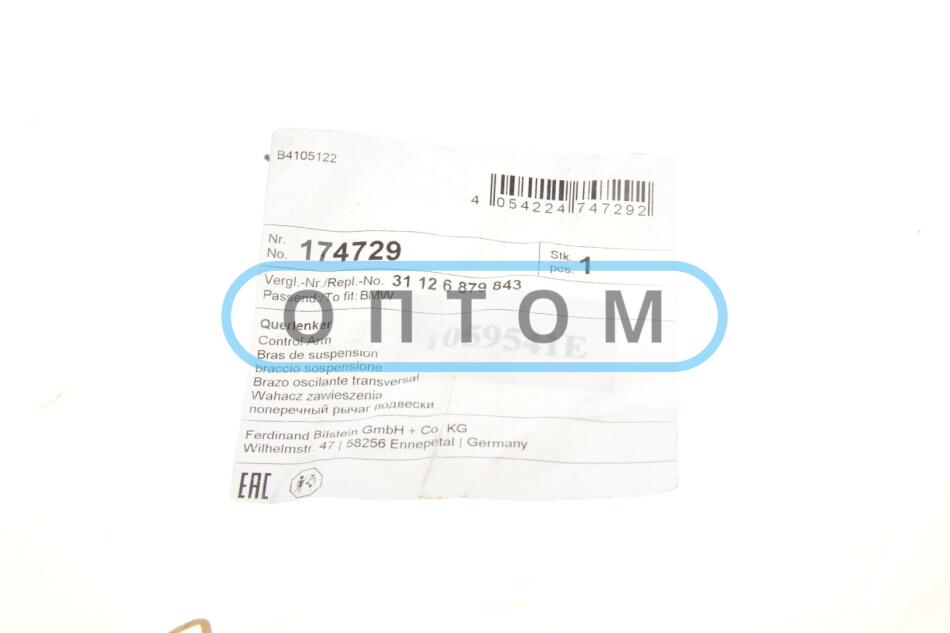 B4105122
4 054224 747292
Nr.
No. 174729
Stk.
pcs. 1
Vergl.-Nr./Repl.-No. 31 12 6 879 843
Passend /To fit: BMW
ОПТОМ
Querlenker
Control Arm
Bras de suspension
braccio sospensione
Brazo oscilante transversal
Wahacz zawieszenia
поперечный рычаг подвески
Ferdinand Bilstein GmbH + Co. KG
Wilhelmstr. 47 | 58256 Ennepetal | Germany
EAC